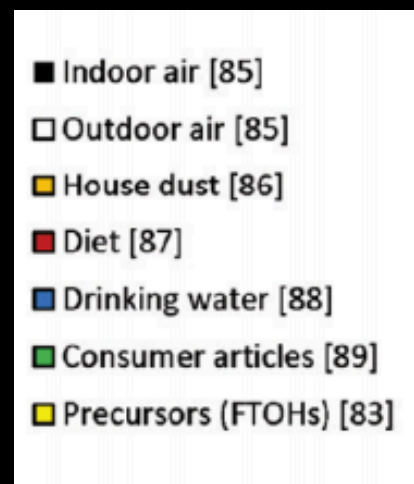 Indoor air [85]
Outdoor air [85]
House dust [86]
Diet [87]
Drinking water [88]
Consumer articles [89]
Precursors (FTOHs) [83]